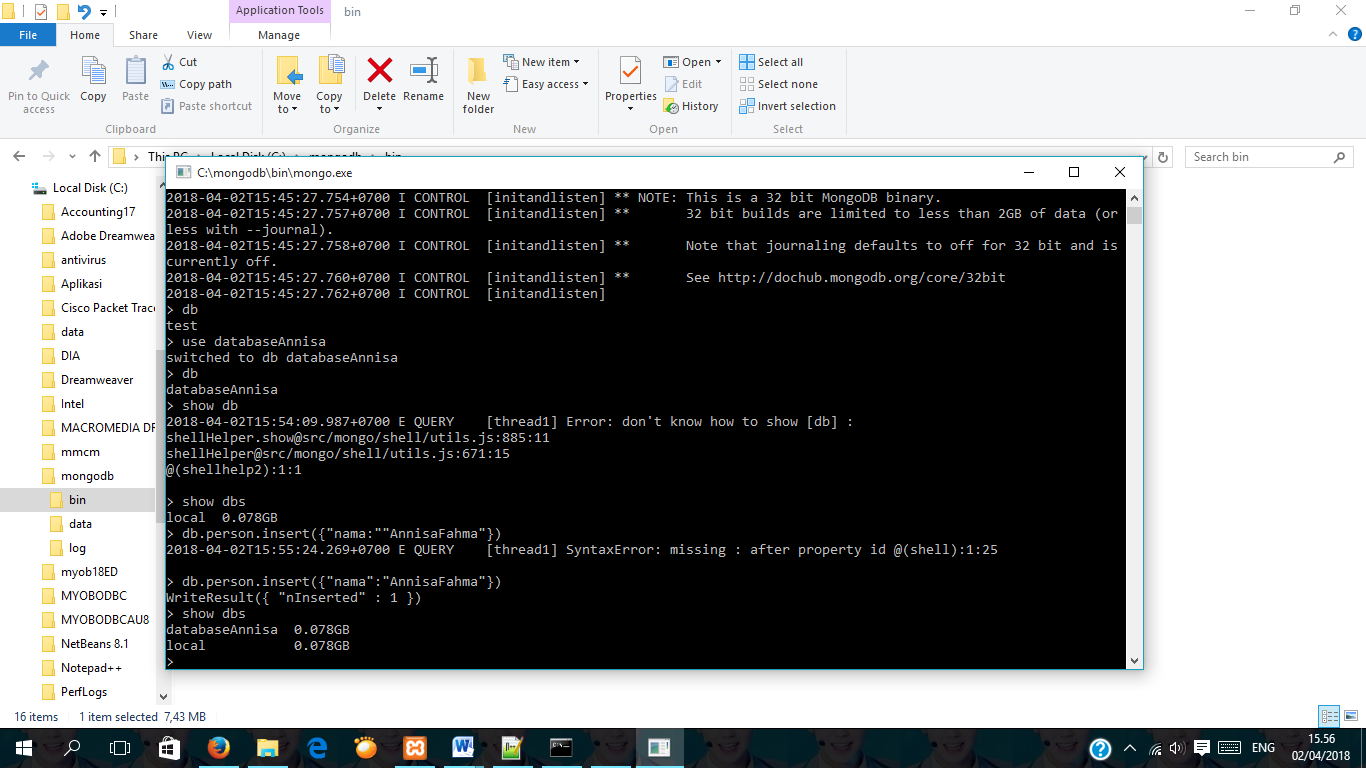 Application Tools
bin
File
Home
Share
View
Manage
Pin to Quick access
Copy
Paste
Cut
Copy path
Paste shortcut
Clipboard
Move to
Copy to
Delete
Rename
Organize
New folder
New item
Easy access
New
Properties
Open
Edit
History
Open
Select all
Select none
Invert selection
Select
Search bin
C:\mongodb\bin\mongo.exe
Local Disk (C:)
Accounting17
Adobe Dreamwea
antivirus
Aplikasi
Cisco Packet Trac
data
DIA
Dreamweaver
Intel
MACROMEDIA DR
mmcm
mongodb
bin
data
log
myob18ED
MYOBODBC
MYOBODBCAU8
NetBeans 8.1
Notepad++
PerfLogs
2018-04-02T15:45:27.754+0700 I CONTROL  [initandlisten] ** NOTE: This is a 32 bit MongoDB binary.
2018-04-02T15:45:27.757+0700 I CONTROL  [initandlisten] **       32 bit builds are limited to less than 2GB of data (or
less with --journal).
2018-04-02T15:45:27.758+0700 I CONTROL  [initandlisten] **       Note that journaling defaults to off for 32 bit and is
currently off.
2018-04-02T15:45:27.760+0700 I CONTROL  [initandlisten] **       See http://dochub.mongodb.org/core/32bit
2018-04-02T15:45:27.762+0700 I CONTROL  [initandlisten]
> db
test
> use databaseAnnisa
switched to db databaseAnnisa
> db
databaseAnnisa
> show db
2018-04-02T15:54:09.987+0700 E QUERY    [thread1] Error: don't know how to show [db] :
shellHelper.show@src/mongo/shell/utils.js:885:11
shellHelper@src/mongo/shell/utils.js:671:15
@(shellhelp2):1:1
> show dbs
local  0.078GB
> db.person.insert({"nama:""AnnisaFahma"})
2018-04-02T15:55:24.269+0700 E QUERY    [thread1] SyntaxError: missing : after property id @(shell):1:25
> db.person.insert({"nama":"AnnisaFahma"})
WriteResult({ "nInserted" : 1 })
> show dbs
databaseAnnisa  0.078GB
local           0.078GB
>
16 items
1 item selected  7,43 MB
ENG
15.56
02/04/2018